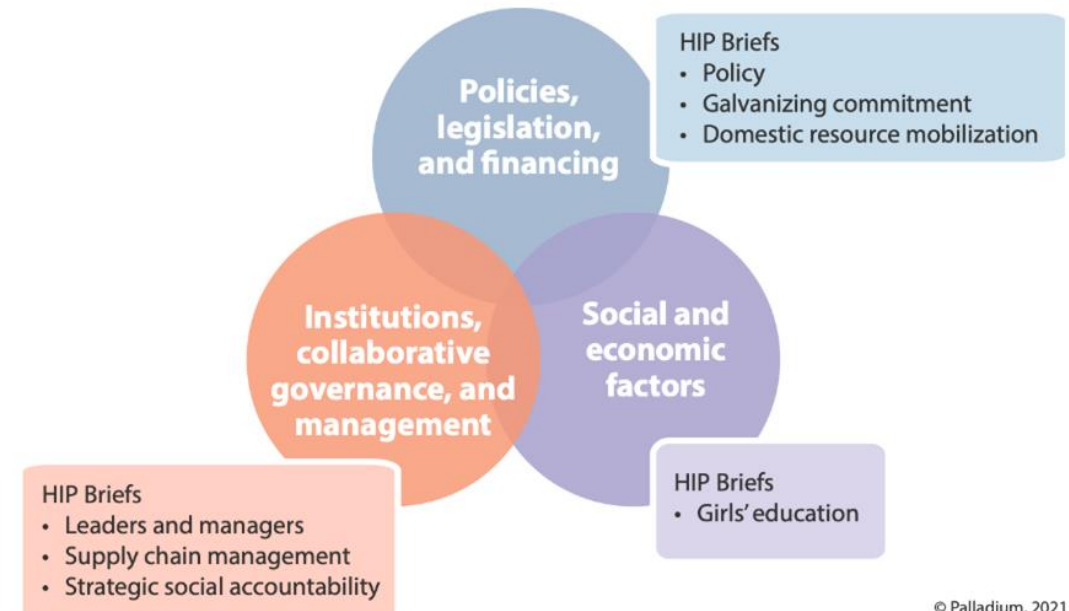 Policies,
legislation,
and financing
HIP Briefs
• Policy
• Galvanizing commitment
• Domestic resource mobilization
Institutions,
collaborative
governance, and
management
Social and
economic
factors
HIP Briefs
• Leaders and managers
• Supply chain management
• Strategic social accountability
HIP Briefs
• Girls' education
© Palladium, 2021